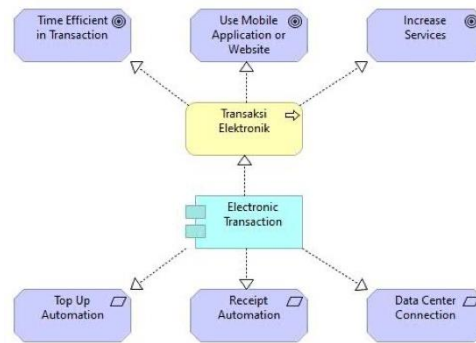 Time Efficient
in Transaction
Use Mobile
Application or
Website
Increase
Services
Transaksi
Elektronik
Electronic
Transaction
Top Up
Automation
Receipt
Automation
Data Center
Connection